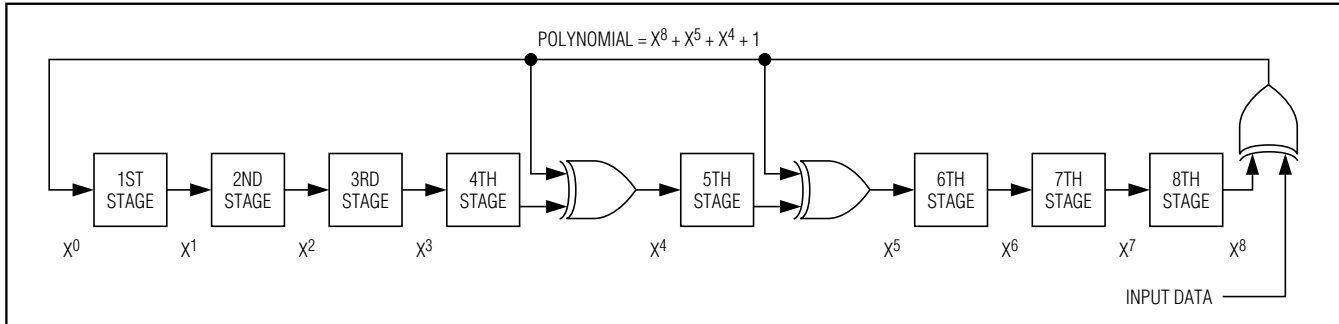 POLYNOMIAL = X⁸ + X⁵ + X⁴ + 1
1ST
STAGE
2ND
STAGE
3RD
STAGE
4TH
STAGE
5TH
STAGE
6TH
STAGE
7TH
STAGE
8TH
STAGE
X⁰
X¹
X²
X³
X⁴
X⁵
X⁶
X⁷
X⁸
INPUT DATA